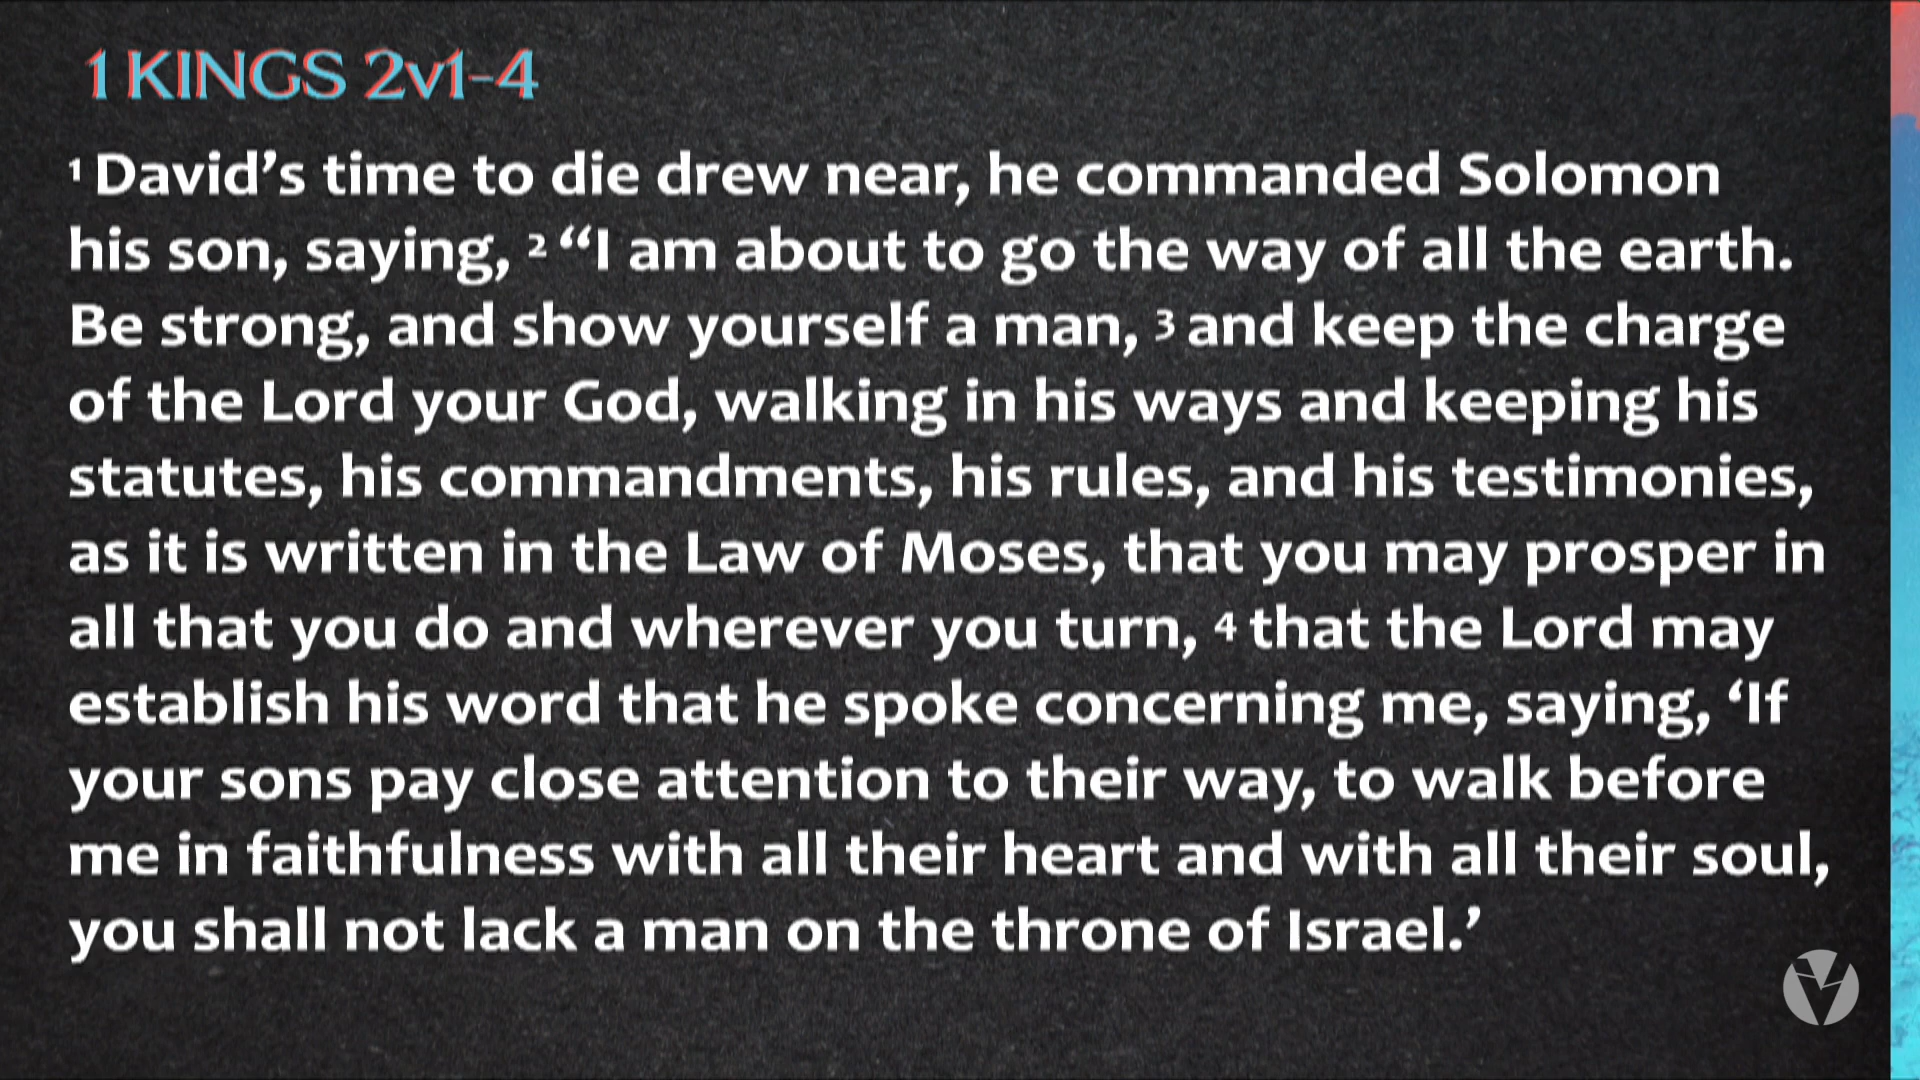 1 KINGS 2v1-4
1 David’s time to die drew near, he commanded Solomon
his son, saying, 2 “I am about to go the way of all the earth.
Be strong, and show yourself a man, 3 and keep the charge
of the Lord your God, walking in his ways and keeping his
statutes, his commandments, his rules, and his testimonies,
as it is written in the Law of Moses, that you may prosper in
all that you do and wherever you turn, 4 that the Lord may
establish his word that he spoke concerning me, saying, ‘If
your sons pay close attention to their way, to walk before
me in faithfulness with all their heart and with all their soul,
you shall not lack a man on the throne of Israel.’